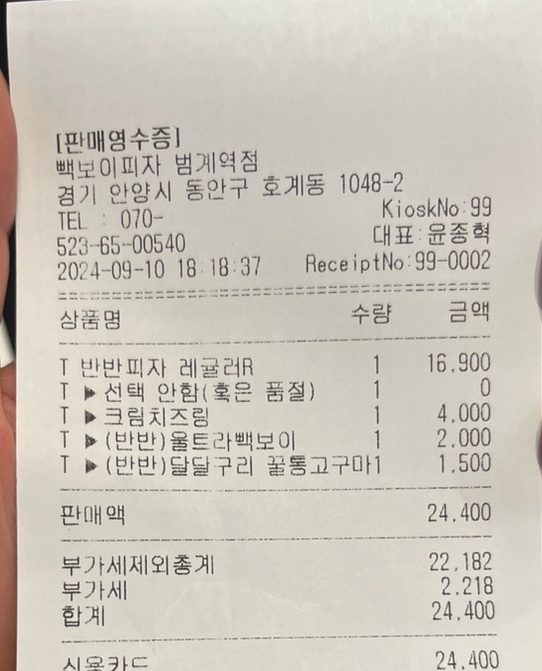 [판매영수증]
빽보이피자 범계역점
경기 안양시 동안구 호계동 1048-2
TEL : 070- KioskNo:99
523-65-00540 대표:윤종혁
2024-09-10 18:18:37 ReceiptNo:99-0002
상품명 수량 금액
T 반반피자 레귤러R 1 16,900
T ▶선택 안함(혹은 품절) 1 0
T ▶크림치즈링 1 4,000
T ▶(반반)울트라빽보이 1 2,000
T ▶(반반)달달구리 꿀통고구마1 1,500
판매액 24,400
부가세제외총계 22,182
부가세 2,218
합계 24,400
신용카드 24,400